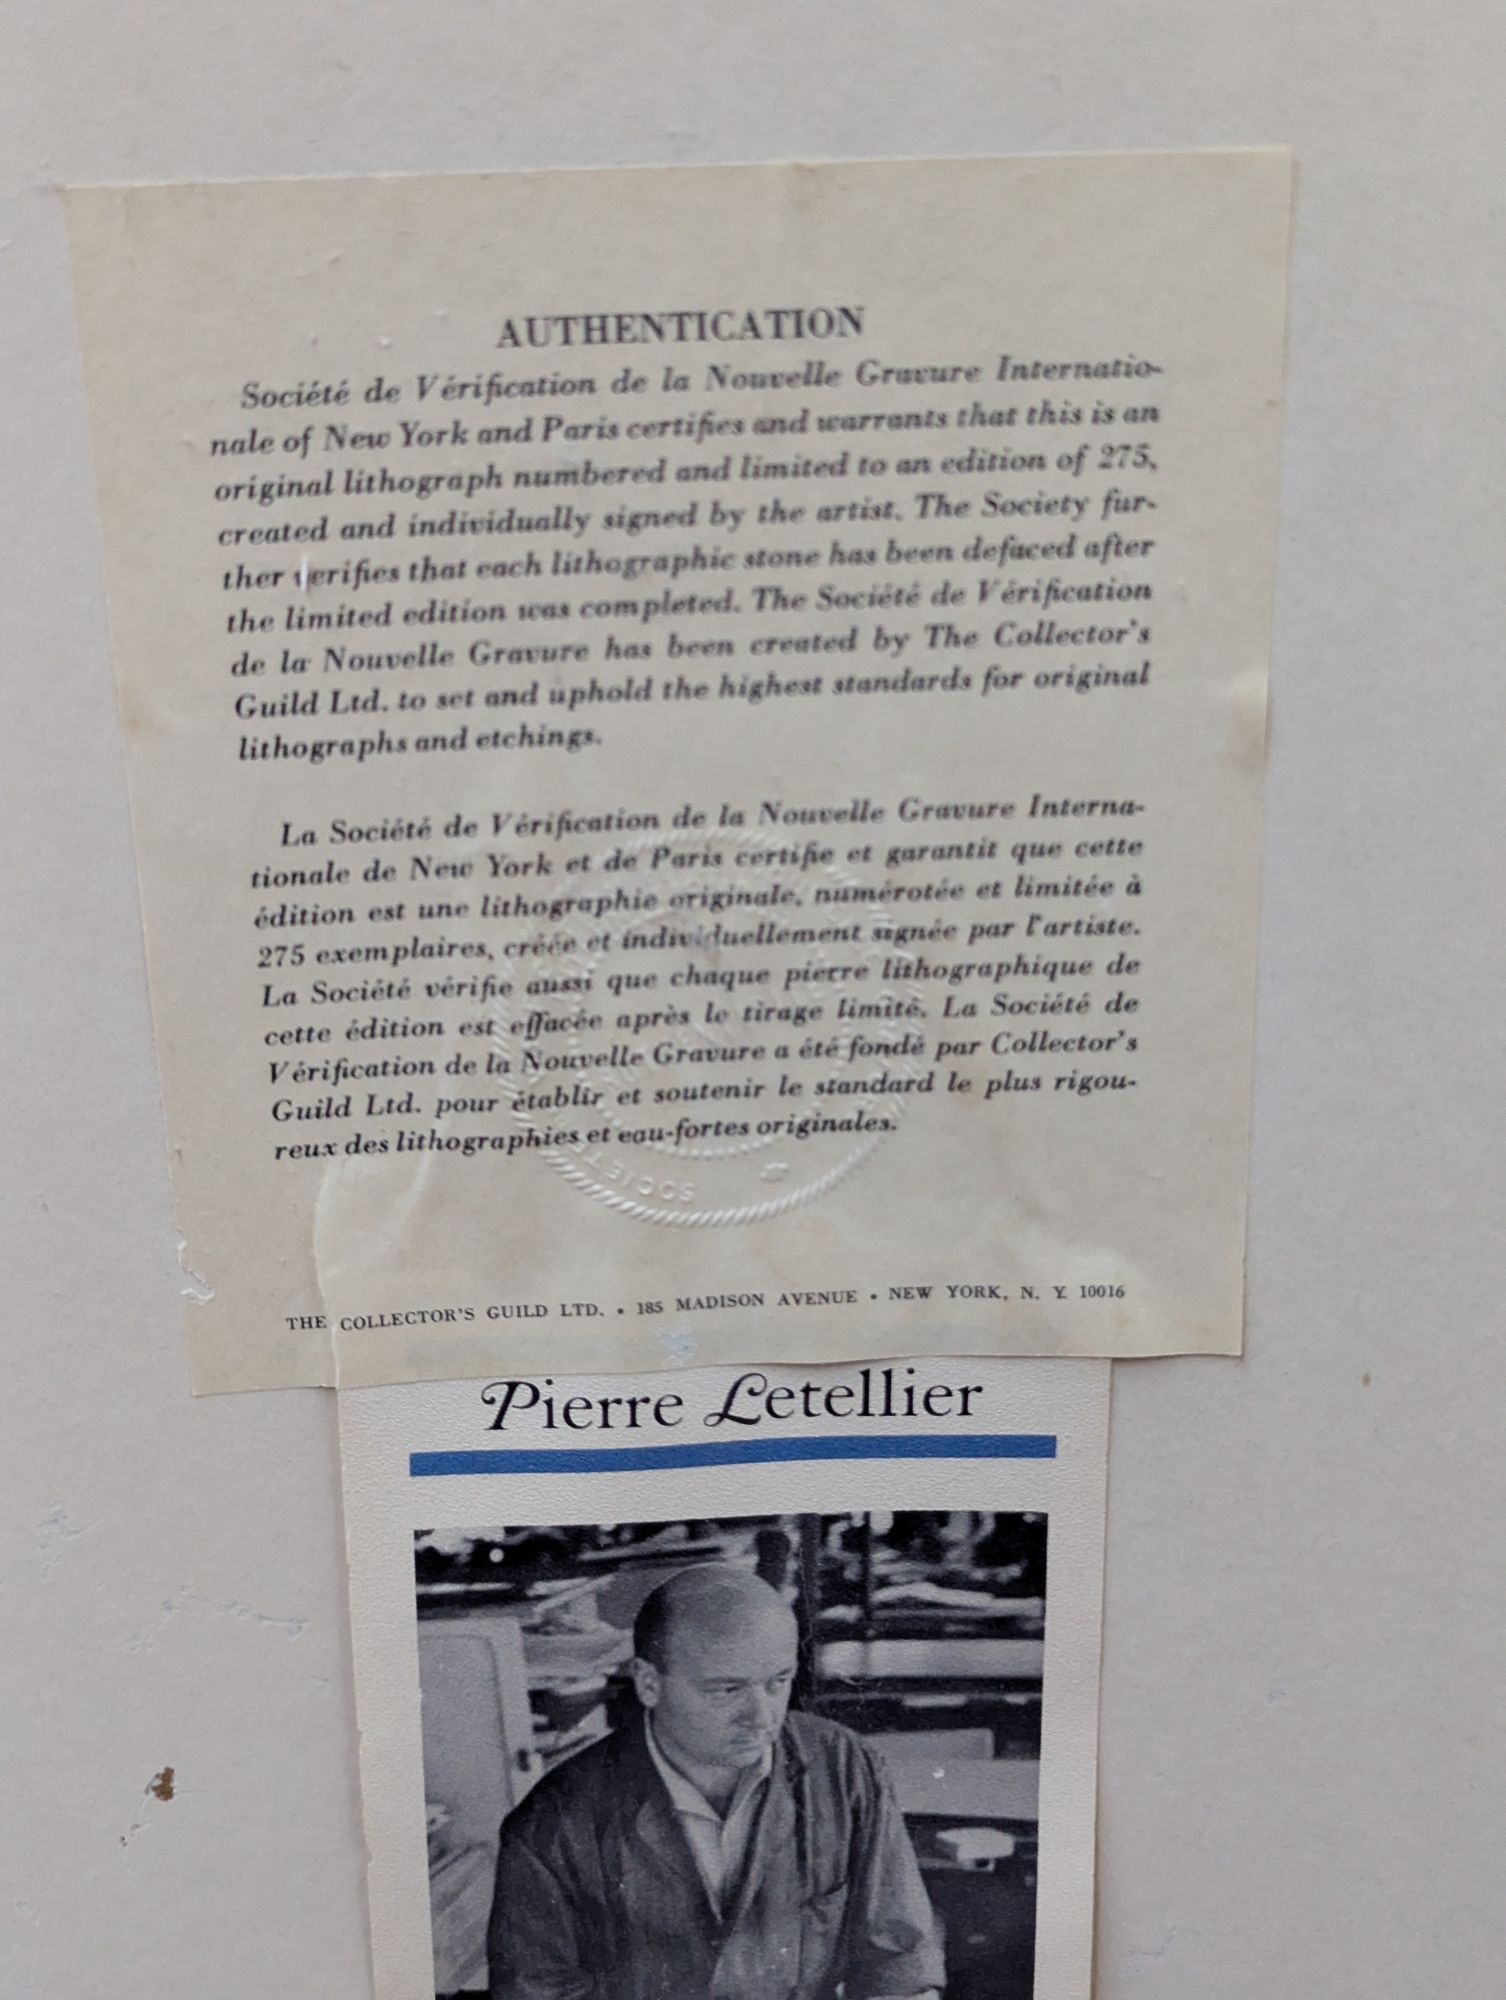 AUTHENTICATION
Société de Vérification de la Nouvelle Gravure Internatio-
nale of New York and Paris certifies and warrants that this is an
original lithograph numbered and limited to an edition of 275,
created and individually signed by the artist. The Society fur-
ther verifies that each lithographic stone has been defaced after
the limited edition was completed. The Société de Vérification
de la Nouvelle Gravure has been created by The Collector's
Guild Ltd. to set and uphold the highest standards for original
lithographs and etchings.
La Société de Vérification de la Nouvelle Gravure Interna-
tionale de New York et de Paris certifie et garantit que cette
édition est une lithographie originale, numérotée et limitée à
275 exemplaires, créée et individuellement signée par l'artiste.
La Société vérifie aussi que chaque pierre lithographique de
cette édition est effacée après le tirage limité. La Société de
Vérification de la Nouvelle Gravure a été fondé par Collector's
Guild Ltd. pour établir et soutenir le standard le plus rigou-
reux des lithographies et eau-fortes originales.
SOCIETE
THE COLLECTOR'S GUILD LTD. • 185 MADISON AVENUE • NEW YORK, N. Y. 10016
Pierre Letellier